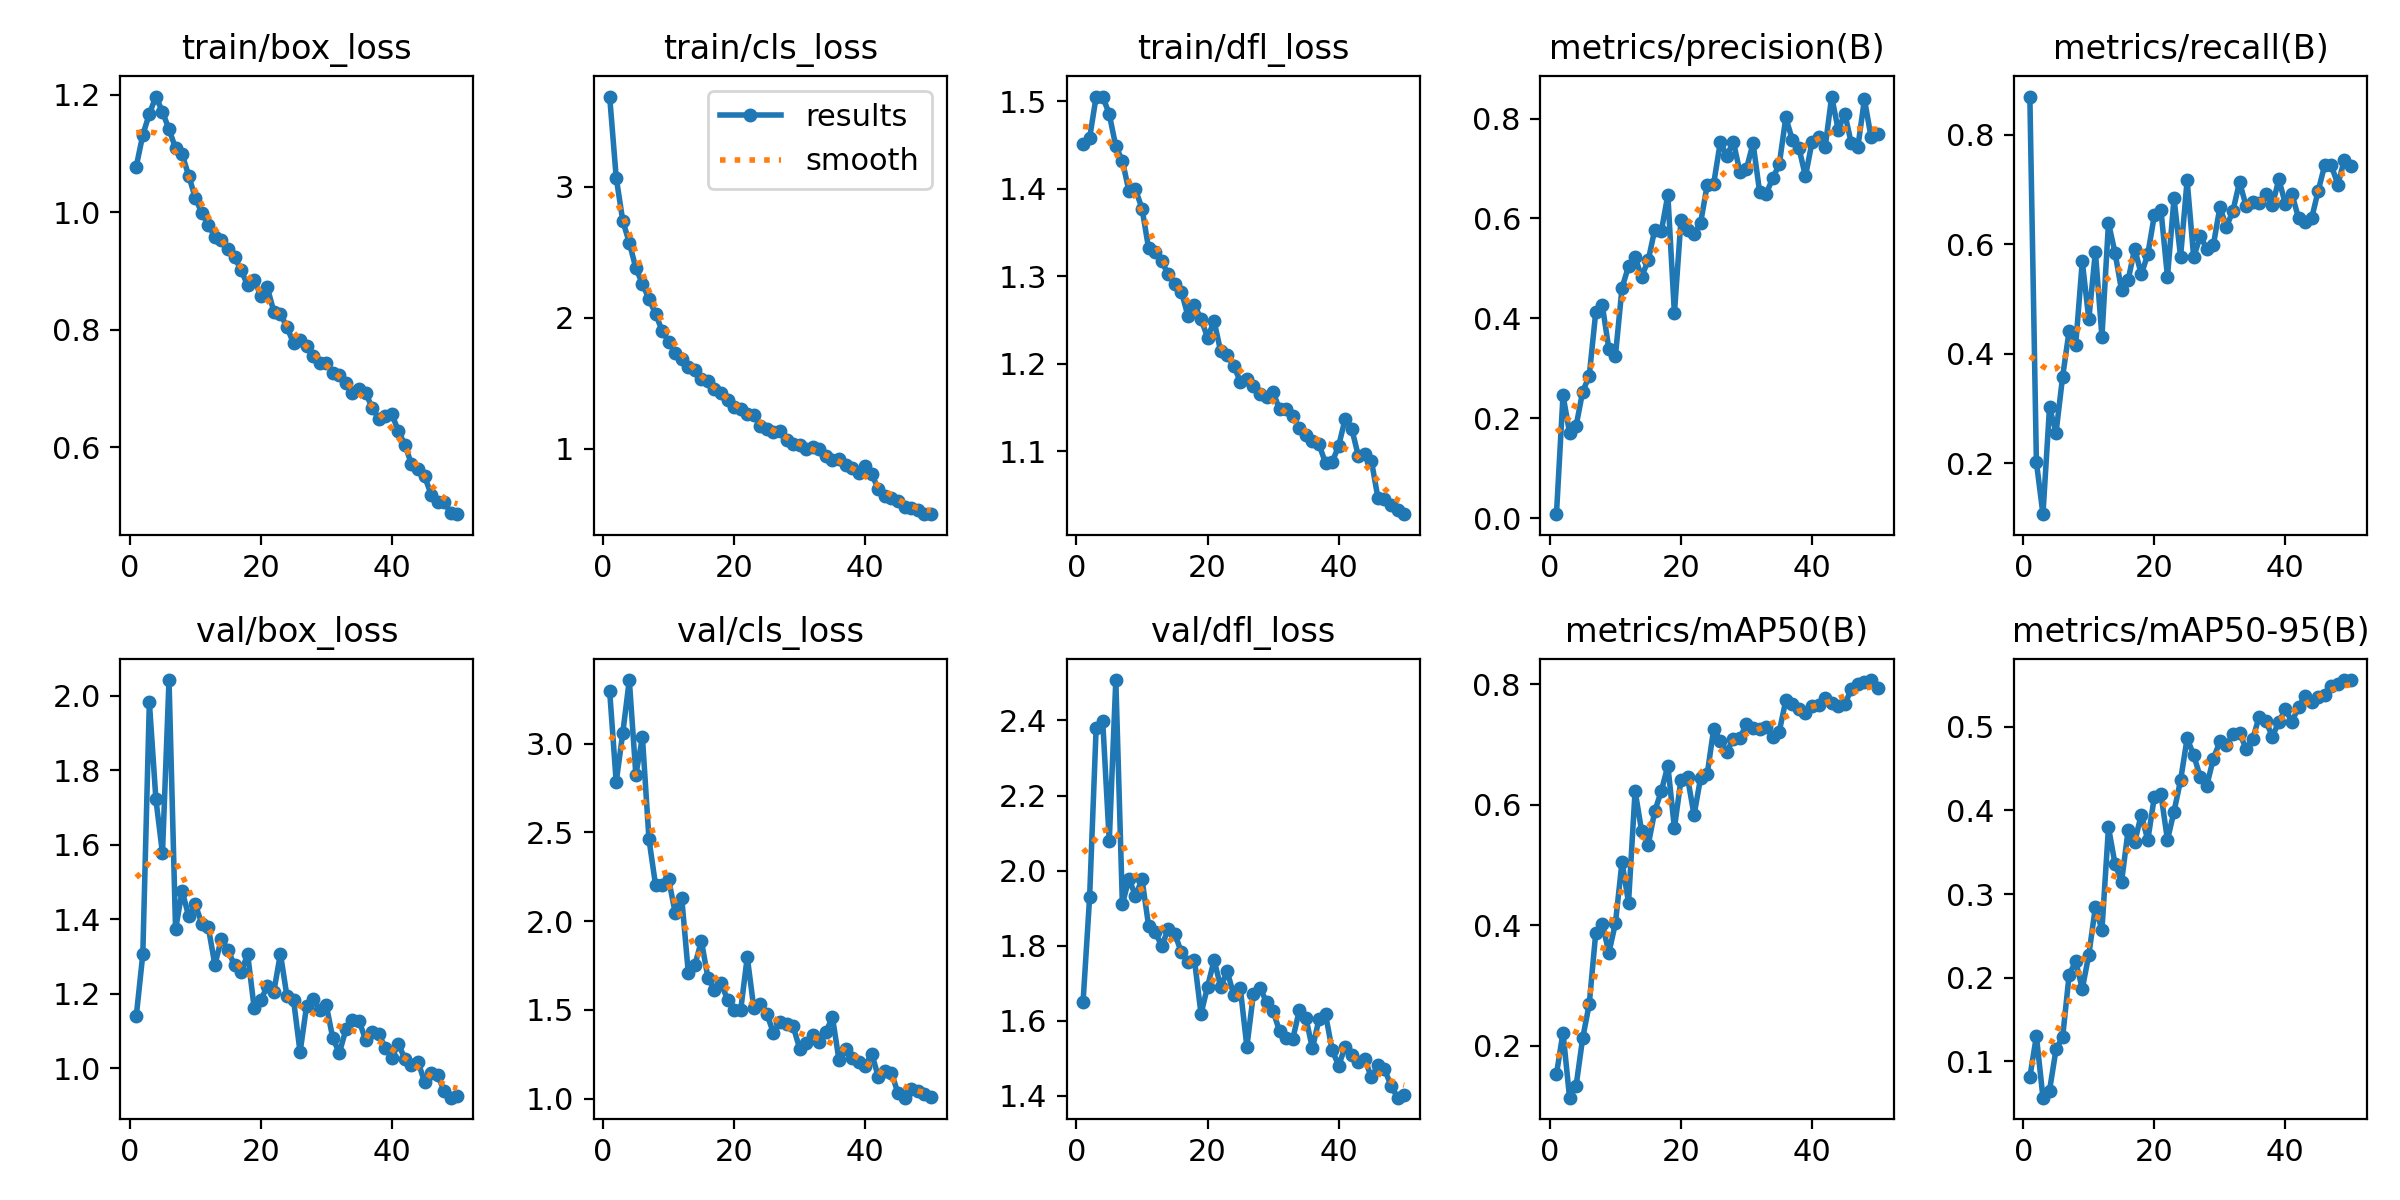 train/box_loss
1.2
1.0
0.8
0.6
0 20 40
train/cls_loss
results
smooth
3
2
1
0 20 40
train/dfl_loss
1.5
1.4
1.3
1.2
1.1
0 20 40
metrics/precision(B)
0.8
0.6
0.4
0.2
0.0
0 20 40
metrics/recall(B)
0.8
0.6
0.4
0.2
0 20 40
val/box_loss
2.0
1.8
1.6
1.4
1.2
1.0
0 20 40
val/cls_loss
3.0
2.5
2.0
1.5
1.0
0 20 40
val/dfl_loss
2.4
2.2
2.0
1.8
1.6
1.4
0 20 40
metrics/mAP50(B)
0.8
0.6
0.4
0.2
0 20 40
metrics/mAP50-95(B)
0.5
0.4
0.3
0.2
0.1
0 20 40